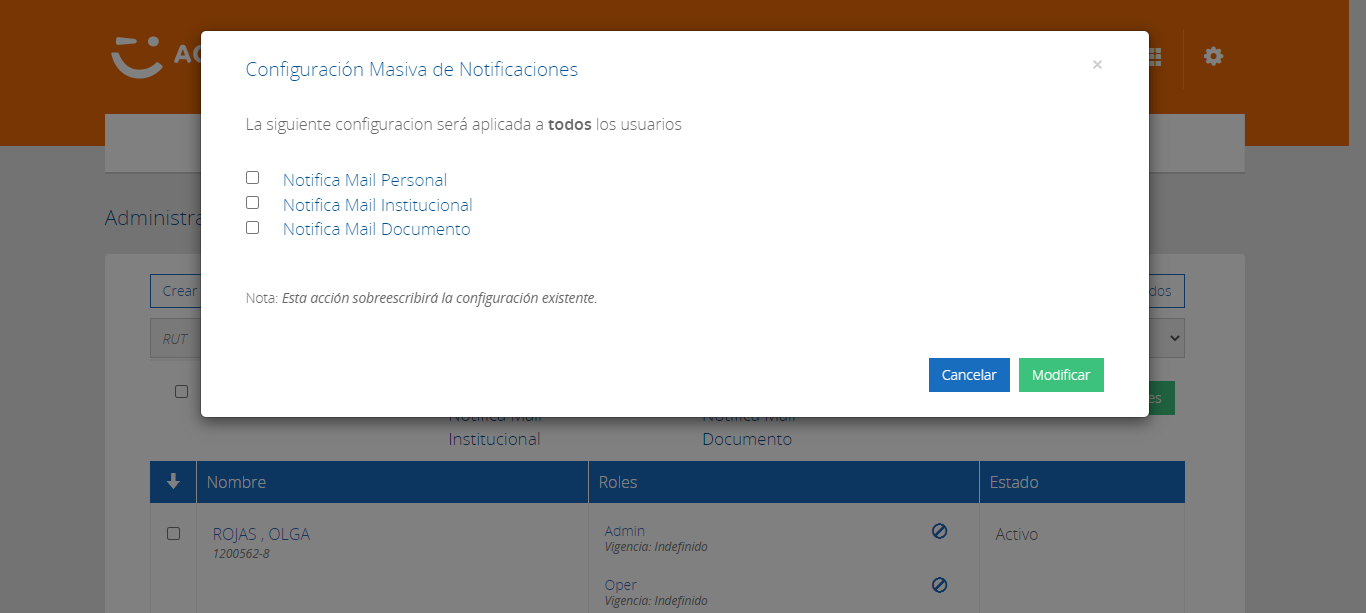 Configuración Masiva de Notificaciones
×
La siguiente configuracion será aplicada a todos los usuarios
Notifica Mail Personal
Notifica Mail Institucional
Notifica Mail Documento
Administra
Crear
dos
Nota: Esta acción sobreescribirá la configuración existente.
RUT
Cancelar
Modificar
es
Notifica Mail
Institucional
Notifica Mail
Documento
Nombre
Roles
Estado
ROJAS , OLGA
1200562-8
Admin
Vigencia: Indefinido
Activo
Oper
Vigencia: Indefinido